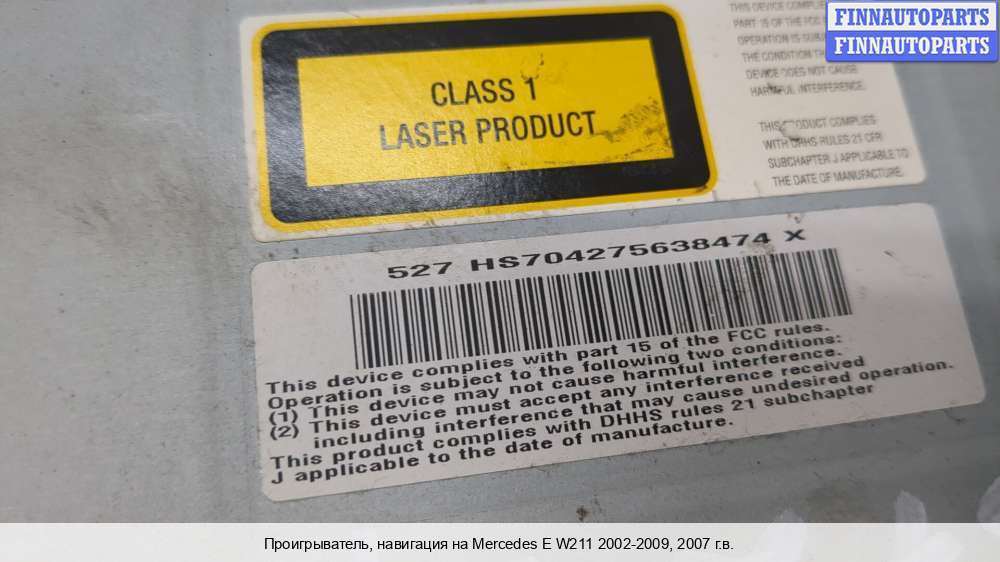 CLASS 1
LASER PRODUCT
THIS DEVICE COMPLIES
PART 15 OF THE FCC
OPERATION IS SUBJ
THE CONDITION TH
DEVICE DOES NOT CAUSE
HARMFUL INTERFERENCE.
THIS PRODUCT COMPLIES
WITH DHHS RULES 21 CFR
SUBCHAPTER J APPLICABLE TO
THE DATE OF MANUFACTURE.
FINNAUTOPARTS
FINNAUTOPARTS
527 HS704275638474 X
This device complies with part 15 of the FCC rules.
Operation is subject to the following two conditions:
(1) This device may not cause harmful interference.
(2) This device must accept any interference received
including interference that may cause undesired operation.
This product complies with DHHS rules 21 subchapter
J applicable to the date of manufacture.
Проигрыватель, навигация на Mercedes E W211 2002-2009, 2007 г.в.